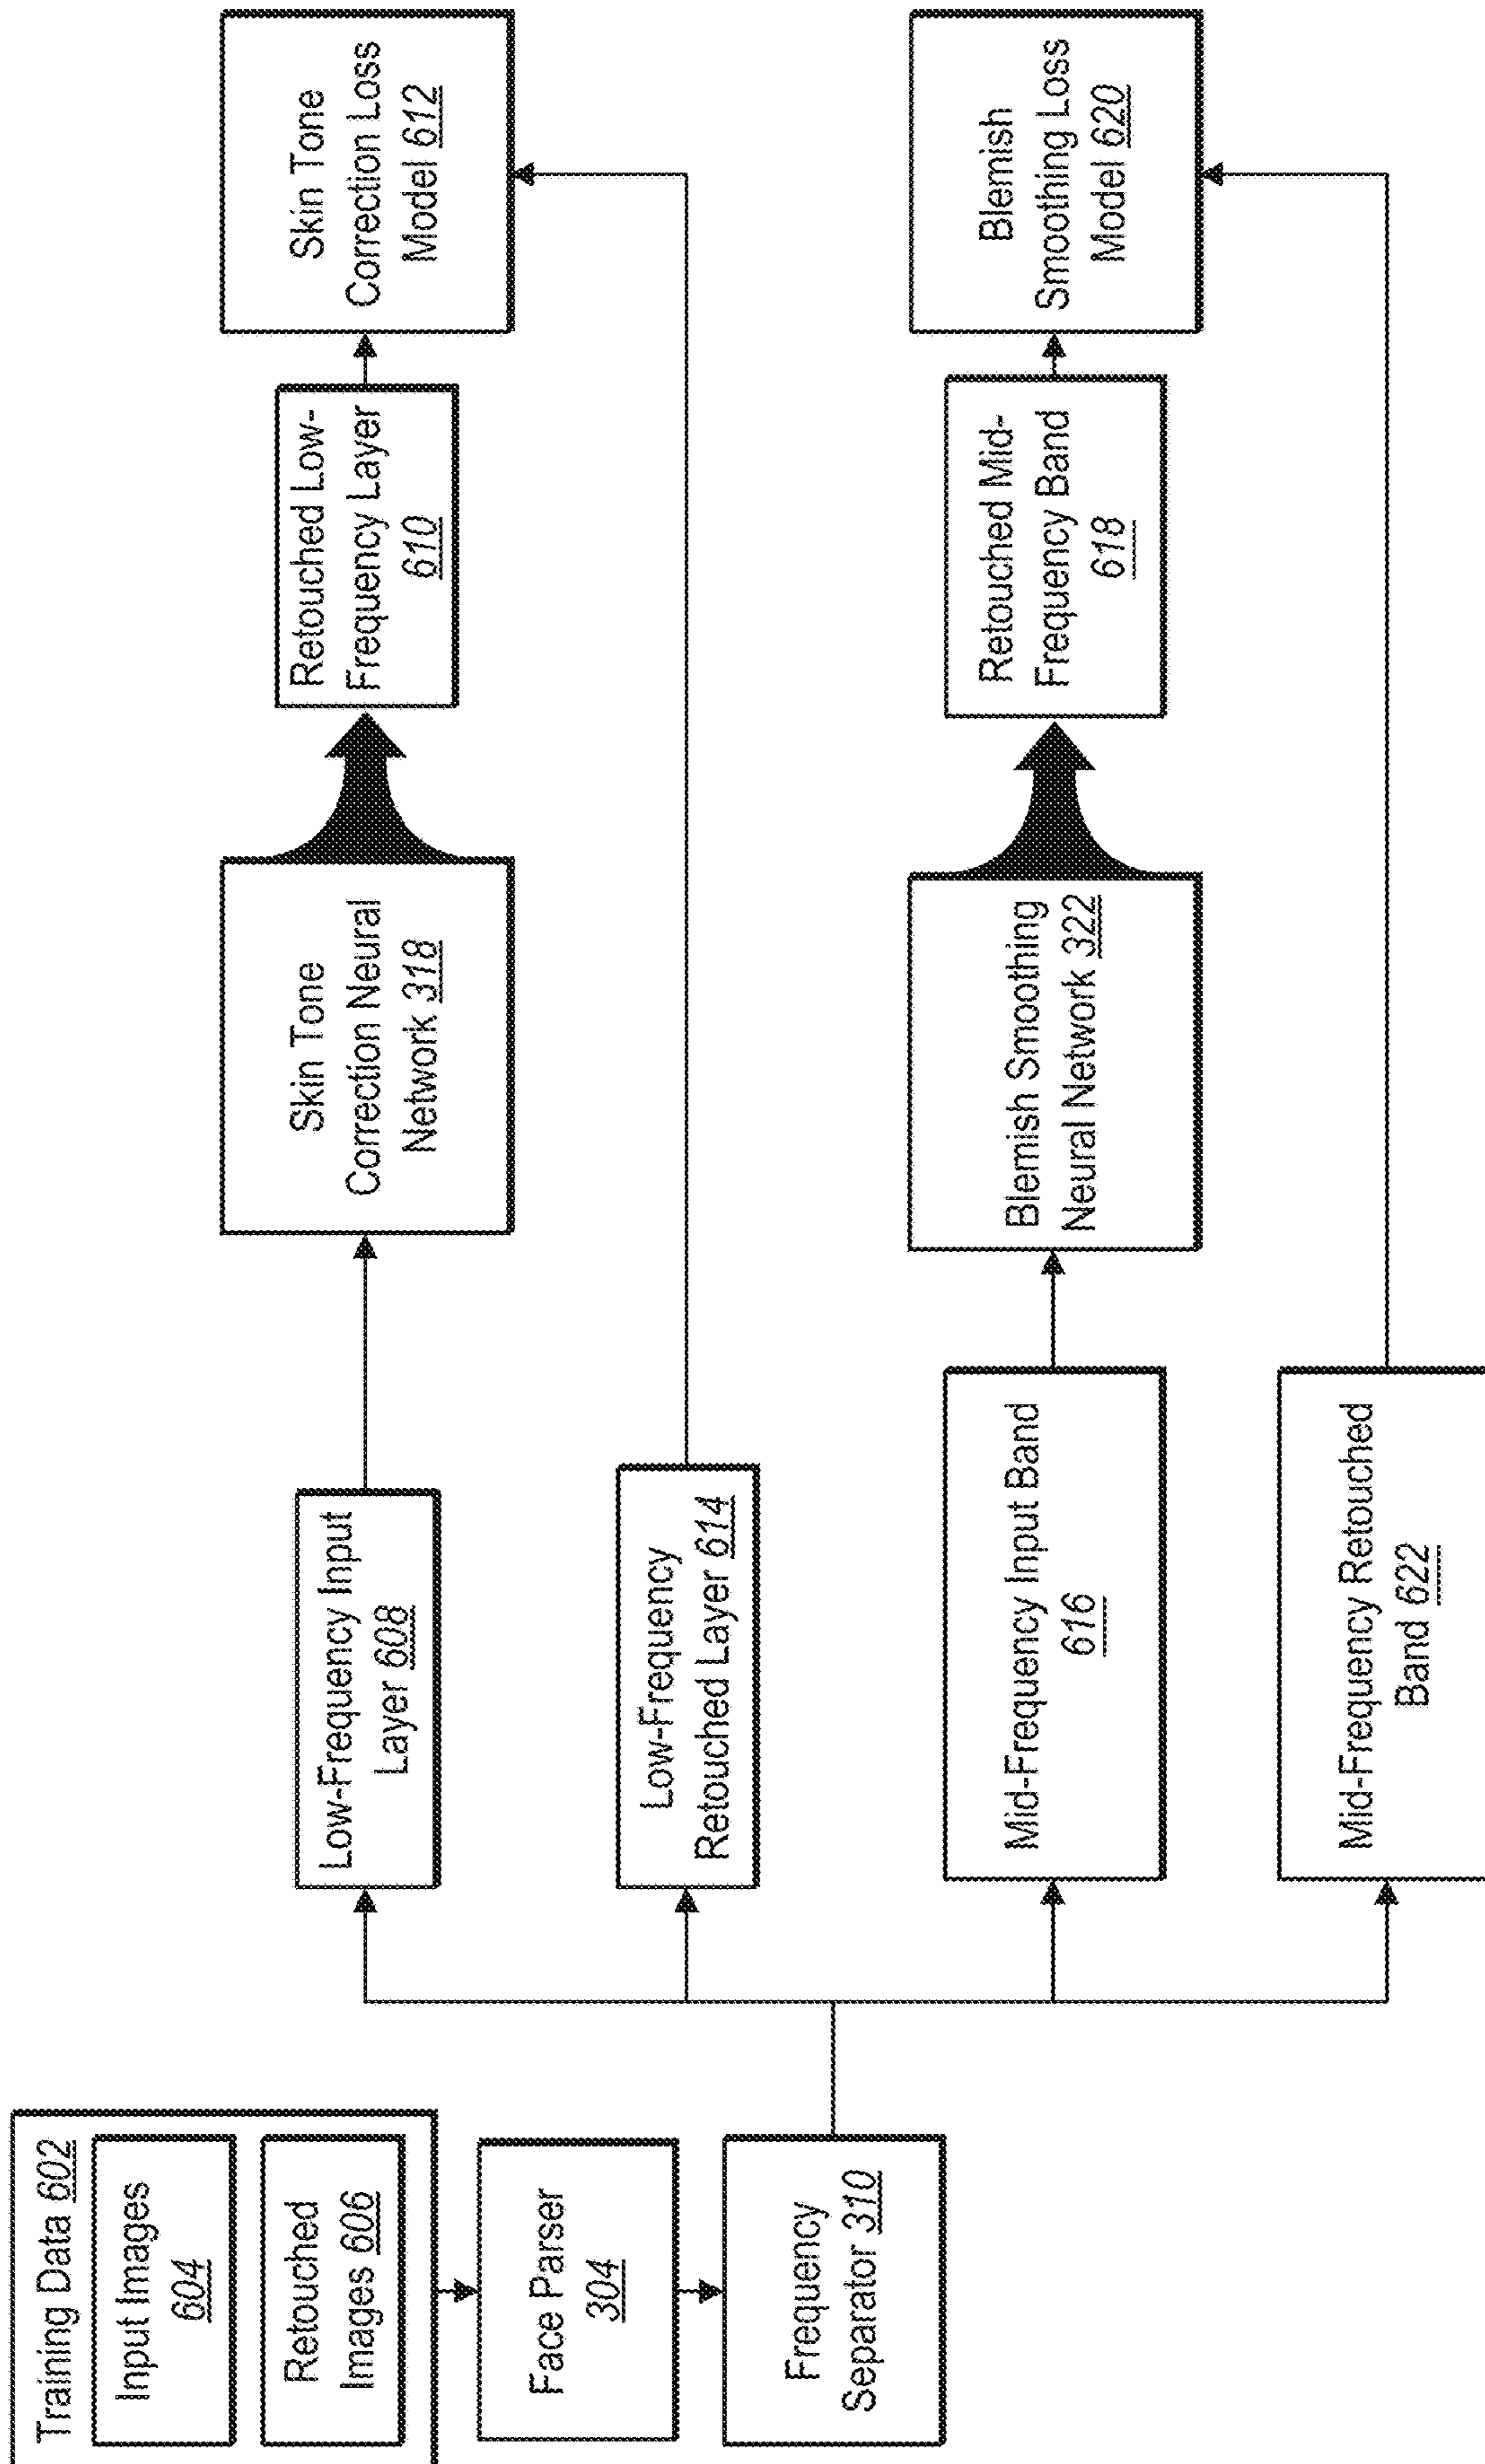 Training Data 602
Input Images
604
Retouched
Images 606
Face Parser
304
Frequency
Separator 310
Low-Frequency Input
Layer 608
Low-Frequency
Retouched Layer 614
Mid-Frequency Input Band
616
Mid-Frequency Retouched
Band 622
Skin Tone
Correction Neural
Network 318
Blemish Smoothing
Neural Network 322
Retouched Low-
Frequency Layer
610
Retouched Mid-
Frequency Band
618
Skin Tone
Correction Loss
Model 612
Blemish
Smoothing Loss
Model 620